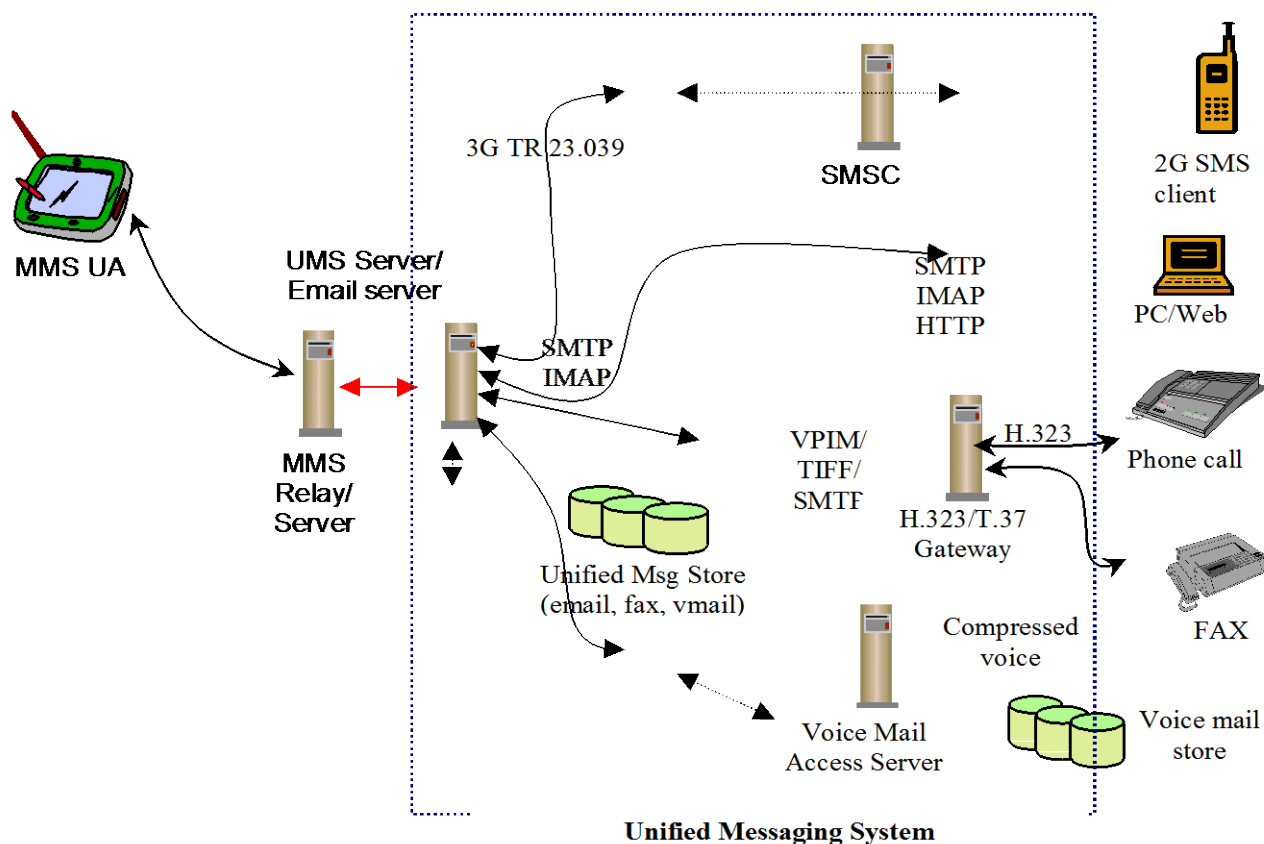 3G TR 23.039
SMSC
2G SMS
client
MMS UA
UMS Server/
Email server
SMTP
IMAP
HTTP
PC/Web
SMTP
IMAP
MMS
Relay/
Server
VPIM/
TIFF/
SMTF
H.323
Phone call
H.323/T.37
Gateway
Unified Msg Store
(email, fax, vmail)
FAX
Compressed
voice
Voice Mail
Access Server
Voice mail
store
Unified Messaging System